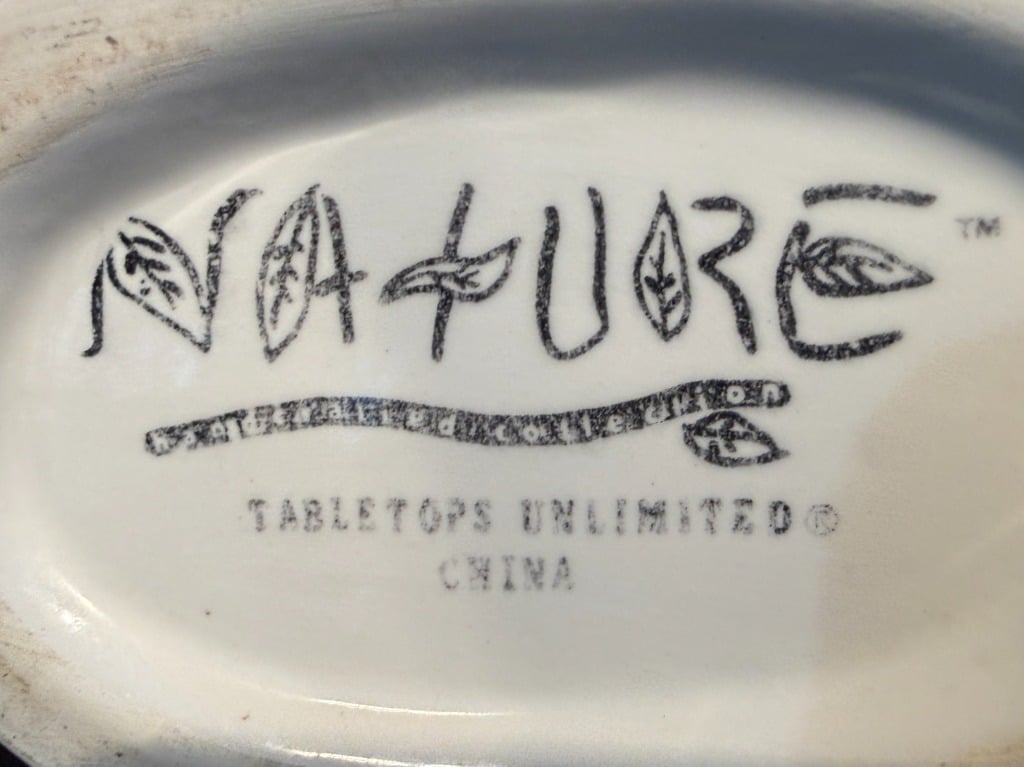 NATURE™
handcrafted collection
TABLETOPS UNLIMITED®
CHINA